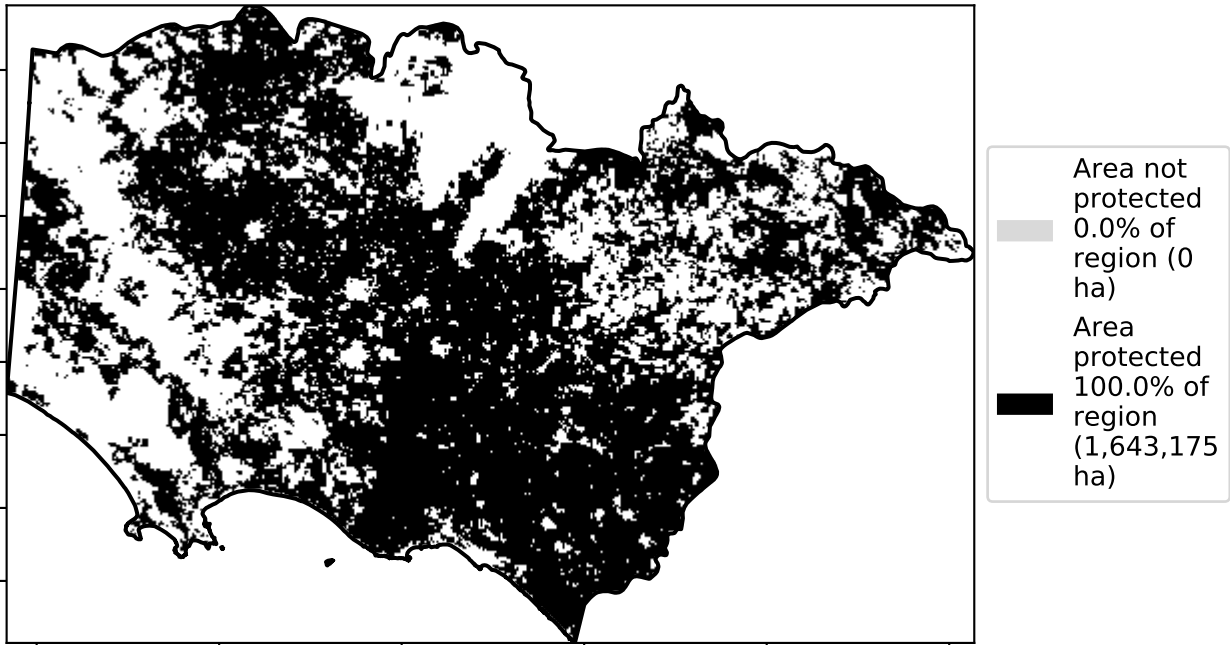 Area not
protected
0.0% of
region (0
ha)
Area
protected
100.0% of
region
(1,643,175
ha)